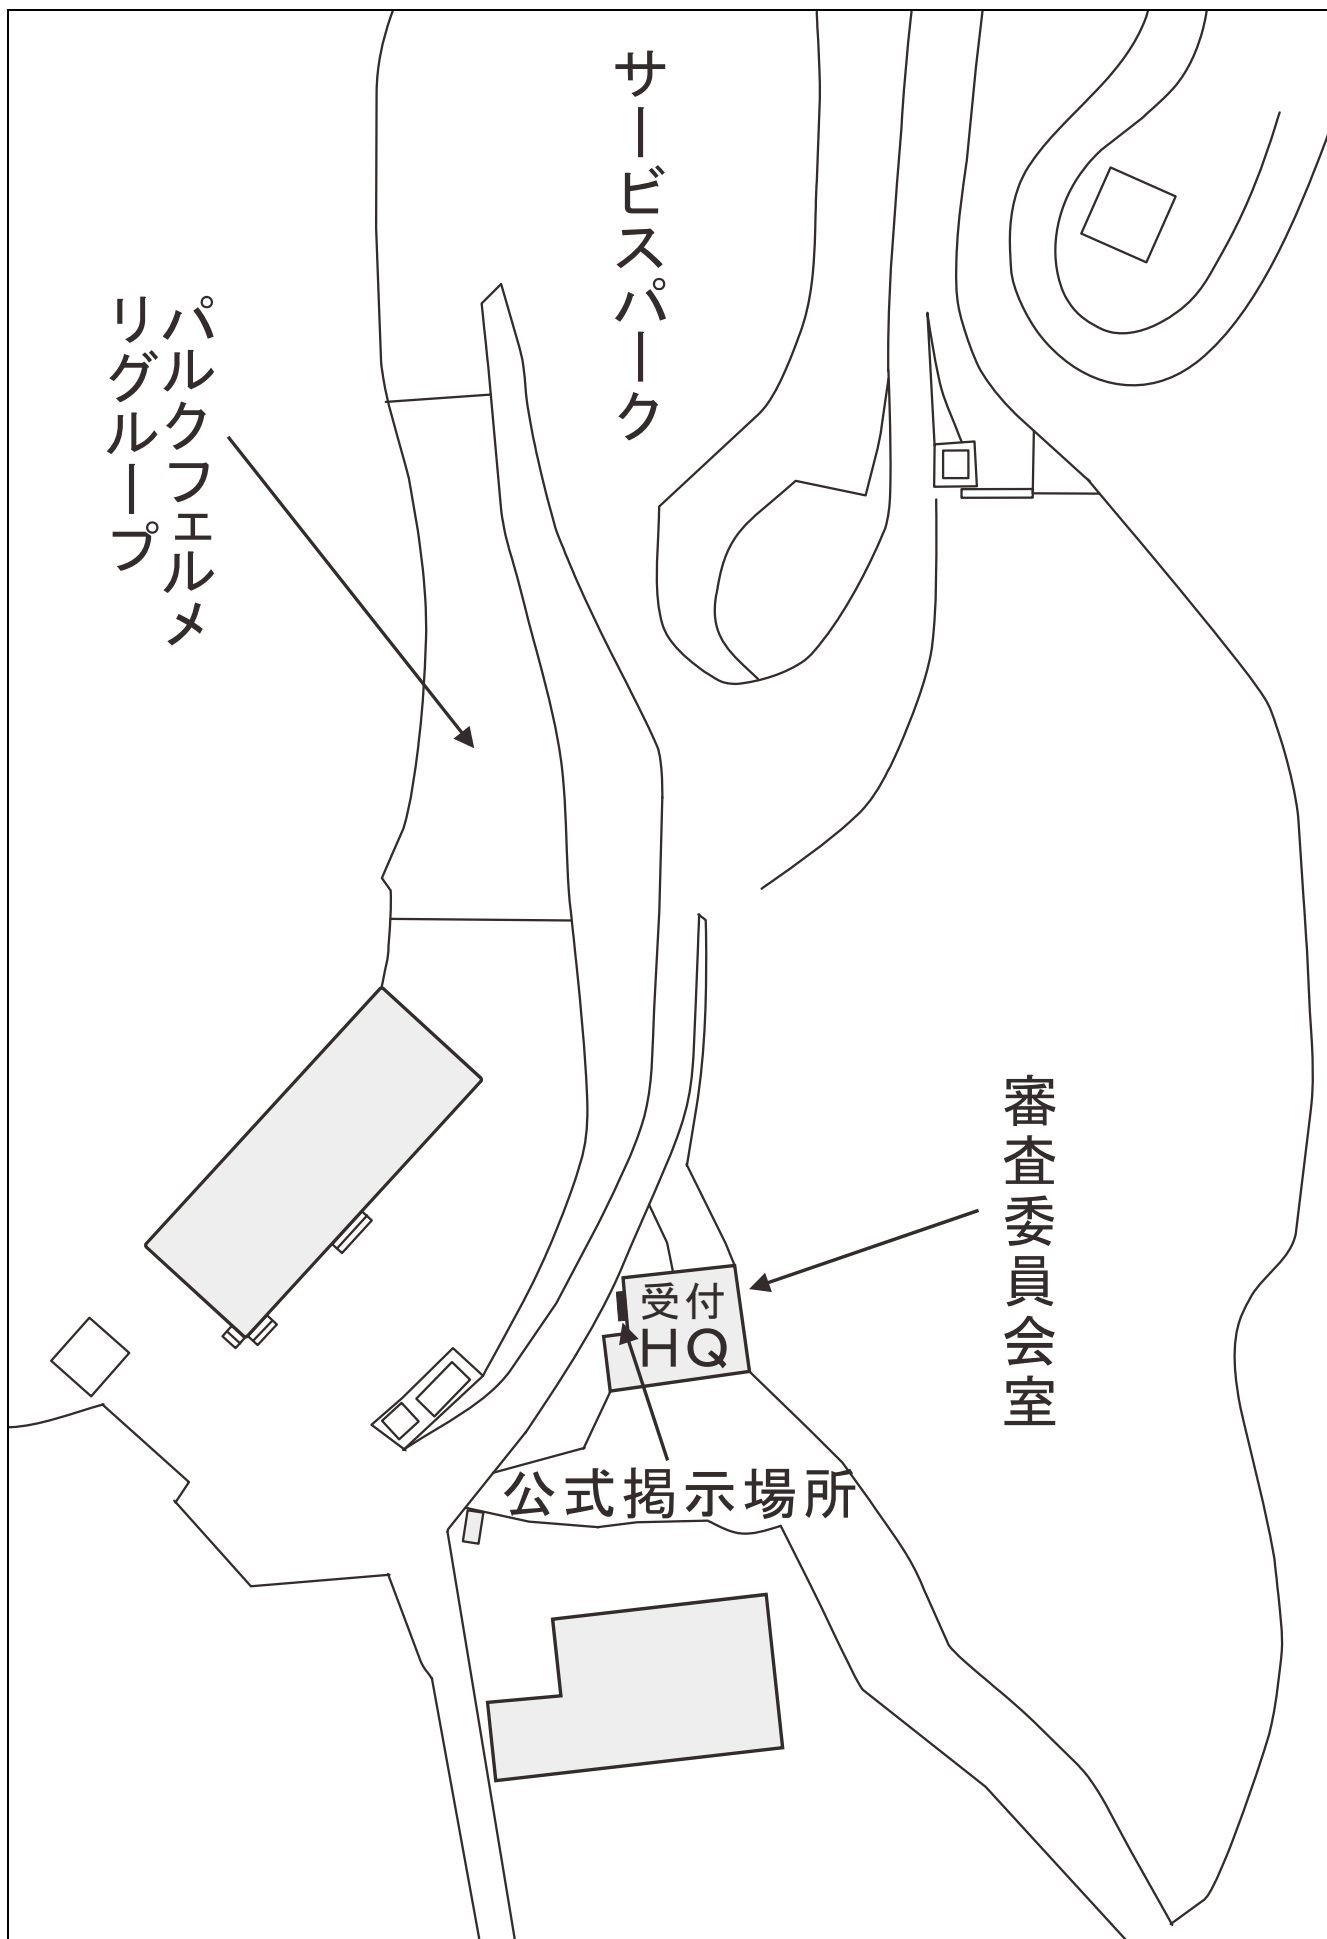 サービスパーク
パルクフェルメ
リグループ
審査委員会室
受付
HQ
公式掲示場所